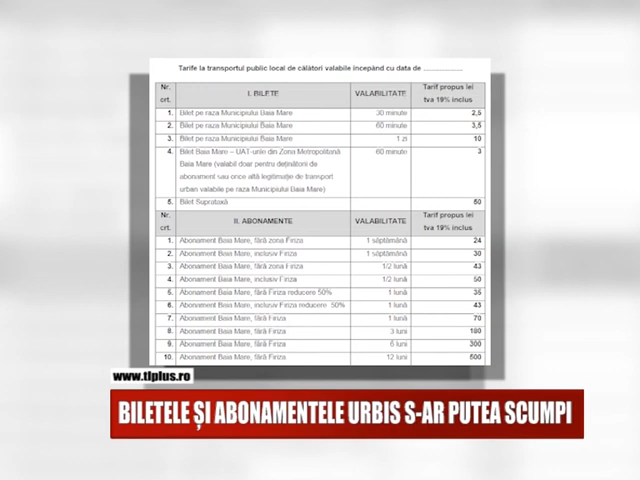 Tarife la transportul public local de călători valabile începând cu data de ..................
Nr. crt. I. BILETE VALABILITATE Tarif propus lei tva 19% inclus
1. Bilet pe raza Municipiului Baia Mare 30 minute 2,5
2. Bilet pe raza Municipiului Baia Mare 60 minute 3,5
3. Bilet pe raza Municipiului Baia Mare 1 zi 10
4. Bilet Baia Mare – UAT-urile din Zona Metropolitană 60 minute 3
Baia Mare (valabil doar pentru deținătorii de
abonament sau orice altă legitimație de transport
urban valabile pe raza Municipiului Baia Mare)
5. Bilet Suprataxă 50
Nr. crt. II. ABONAMENTE VALABILITATE Tarif propus lei tva 19% inclus
1. Abonament Baia Mare, fără zona Firiza 1 săptămână 24
2. Abonament Baia Mare, inclusiv Firiza 1 săptămână 30
3. Abonament Baia Mare, fără zona Firiza 1/2 lună 43
4. Abonament Baia Mare, inclusiv Firiza 1/2 lună 50
5. Abonament Baia Mare, fără Firiza reducere 50% 1 lună 35
6. Abonament Baia Mare, inclusiv Firiza reducere 50% 1 lună 43
7. Abonament Baia Mare, fără Firiza 1 lună 70
8. Abonament Baia Mare, fără Firiza 3 luni 180
9. Abonament Baia Mare, fără Firiza 6 luni 300
10. Abonament Baia Mare, fără Firiza 12 luni 500
www.tlplus.ro
BILETELE ȘI ABONAMENTELE URBIS S-AR PUTEA SCUMPI